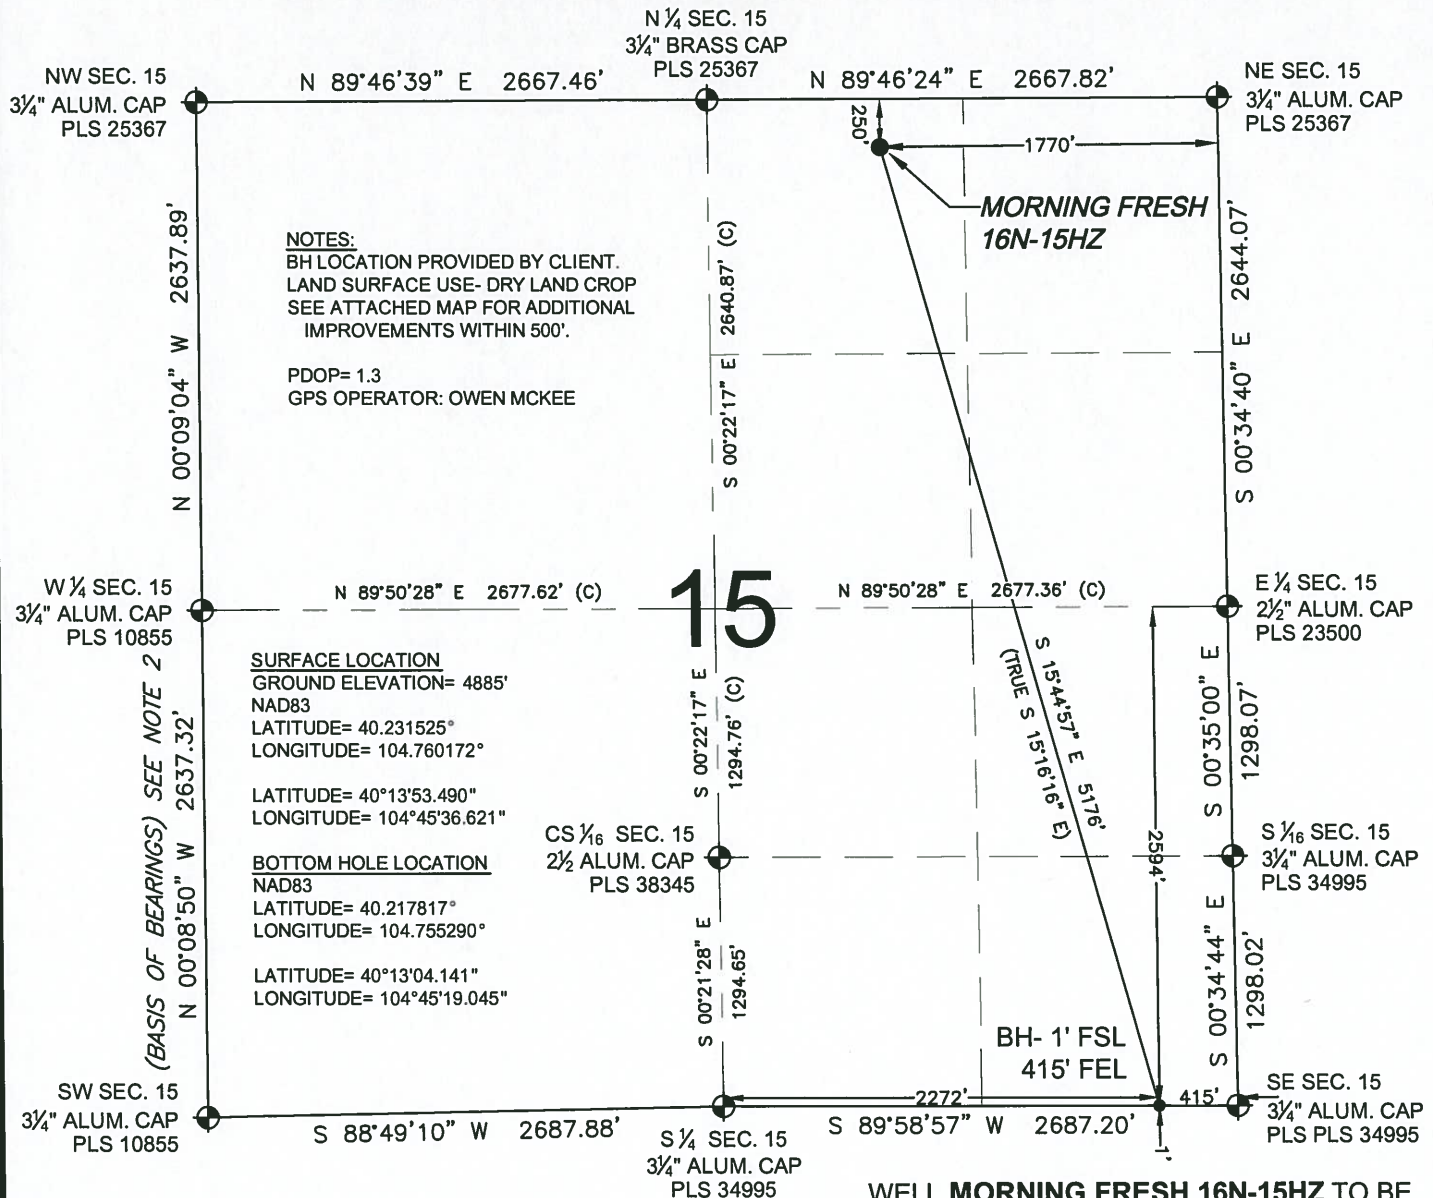 N ¼ SEC. 15
3¼" BRASS CAP
PLS 25367
NW SEC. 15
3¼" ALUM. CAP
PLS 25367
N 89°46'39" E 2667.46'
N 89°46'24" E 2667.82'
NE SEC. 15
3¼" ALUM. CAP
PLS 25367
250'
1770'
MORNING FRESH
16N-15HZ
N 00°09'04" W 2637.89'
NOTES:
BH LOCATION PROVIDED BY CLIENT.
LAND SURFACE USE- DRY LAND CROP
SEE ATTACHED MAP FOR ADDITIONAL
IMPROVEMENTS WITHIN 500'.
PDOP= 1.3
GPS OPERATOR: OWEN MCKEE
S 00°22'17" E 2640.87' (C)
S 00°34'40" E 2644.07'
W ¼ SEC. 15
3¼" ALUM. CAP
PLS 10855
N 89°50'28" E 2677.62' (C)
15
N 89°50'28" E 2677.36' (C)
E ¼ SEC. 15
2½" ALUM. CAP
PLS 23500
(BASIS OF BEARINGS) SEE NOTE 2
N 00°08'50" W 2637.32'
SURFACE LOCATION
GROUND ELEVATION= 4885'
NAD83
LATITUDE= 40.231525°
LONGITUDE= 104.760172°
LATITUDE= 40°13'53.490"
LONGITUDE= 104°45'36.621"
BOTTOM HOLE LOCATION
NAD83
LATITUDE= 40.217817°
LONGITUDE= 104.755290°
LATITUDE= 40°13'04.141"
LONGITUDE= 104°45'19.045"
S 00°22'17" E
1294.76' (C)
S 15°44'57" E 5176'
(TRUE S 15°16'16" E)
2594'
S 00°35'00" E
1298.07'
CS 1⁄16 SEC. 15
2½ ALUM. CAP
PLS 38345
S 1⁄16 SEC. 15
3¼" ALUM. CAP
PLS 34995
S 00°21'28" E
1294.65'
S 00°34'44" E
1298.02'
BH- 1' FSL
415' FEL
SW SEC. 15
3¼" ALUM. CAP
PLS 10855
2272'
415'
SE SEC. 15
3¼" ALUM. CAP
PLS PLS 34995
S 88°49'10" W 2687.88'
S 89°58'57" W 2687.20'
1'
S ¼ SEC. 15
3¼" ALUM. CAP
PLS 34995
WELL MORNING FRESH 16N-15HZ TO BE